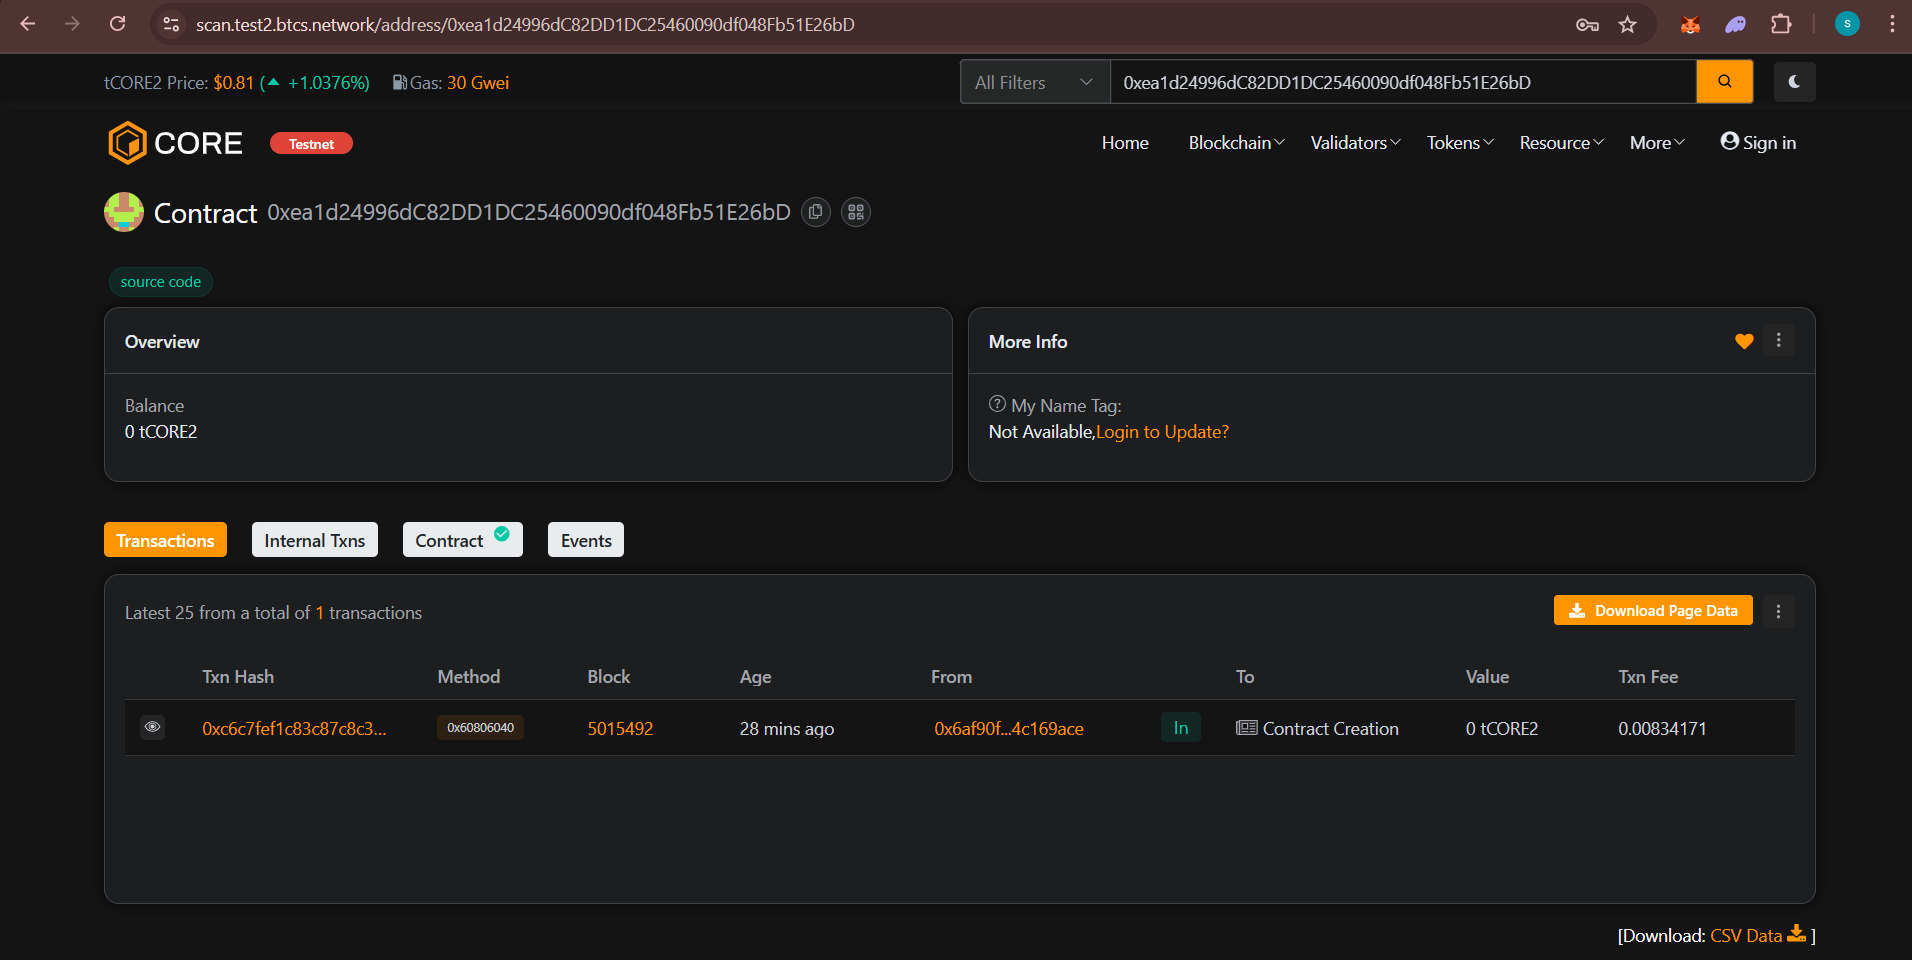 scan.test2.btcs.network/address/0xea1d24996dC82DD1DC25460090df048Fb51E26bD
S
tCORE2 Price: $0.81 ( +1.0376%) Gas: 30 Gwei
All Filters 0xea1d24996dC82DD1DC25460090df048Fb51E26bD
CORE Testnet
Home Blockchain Validators Tokens Resource More Sign in
Contract 0xea1d24996dC82DD1DC25460090df048Fb51E26bD
source code
Overview
Balance
0 tCORE2
More Info
My Name Tag:
Not Available,Login to Update?
Transactions Internal Txns Contract Events
Latest 25 from a total of 1 transactions
Download Page Data
Txn Hash Method Block Age From To Value Txn Fee
0xc6c7fef1c83c87c8c3... 0x60806040 5015492 28 mins ago 0x6af90f...4c169ace In Contract Creation 0 tCORE2 0.00834171
[Download: CSV Data ]